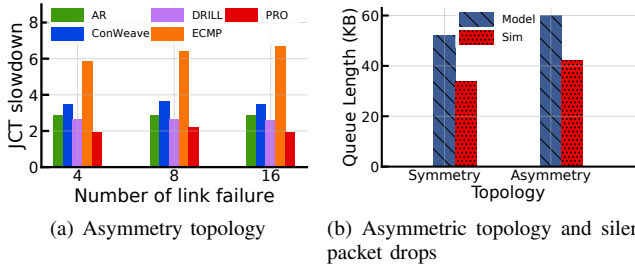 AR
DRILL
PRO
ConWeave
ECMP
JCT slowdown
8
6
4
2
0
4
8
16
Number of link failure
(a) Asymmetry topology
Model
Sim
Queue Length (KB)
60
40
20
0
Symmetry
Asymmetry
Topology
(b) Asymmetric topology and silen
packet drops